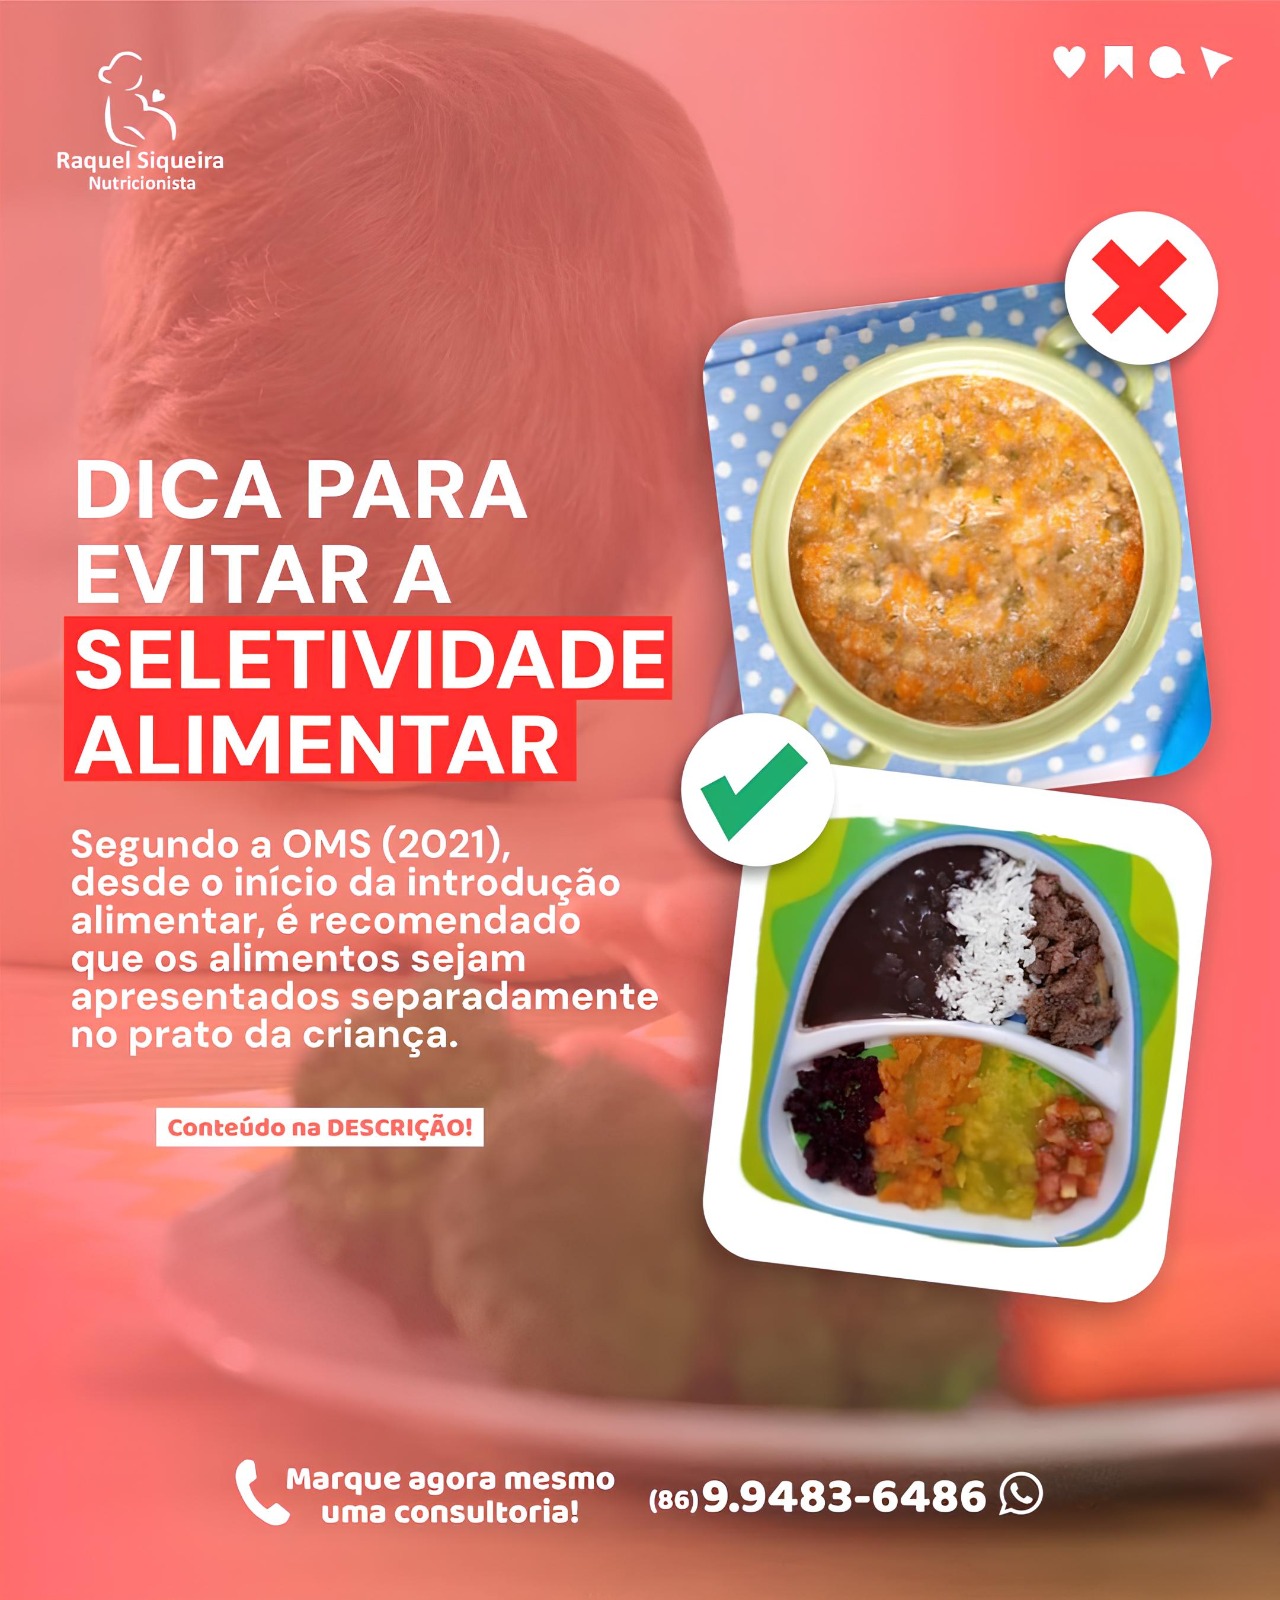 Raquel Siqueira
Nutricionista
DICA PARA
EVITAR A
SELETIVIDADE
ALIMENTAR
Segundo a OMS (2021),
desde o início da introdução
alimentar, é recomendado
que os alimentos sejam
apresentados separadamente
no prato da criança.
Conteúdo na DESCRIÇÃO!
Marque agora mesmo
uma consultoria!
(86) 9.9483-6486